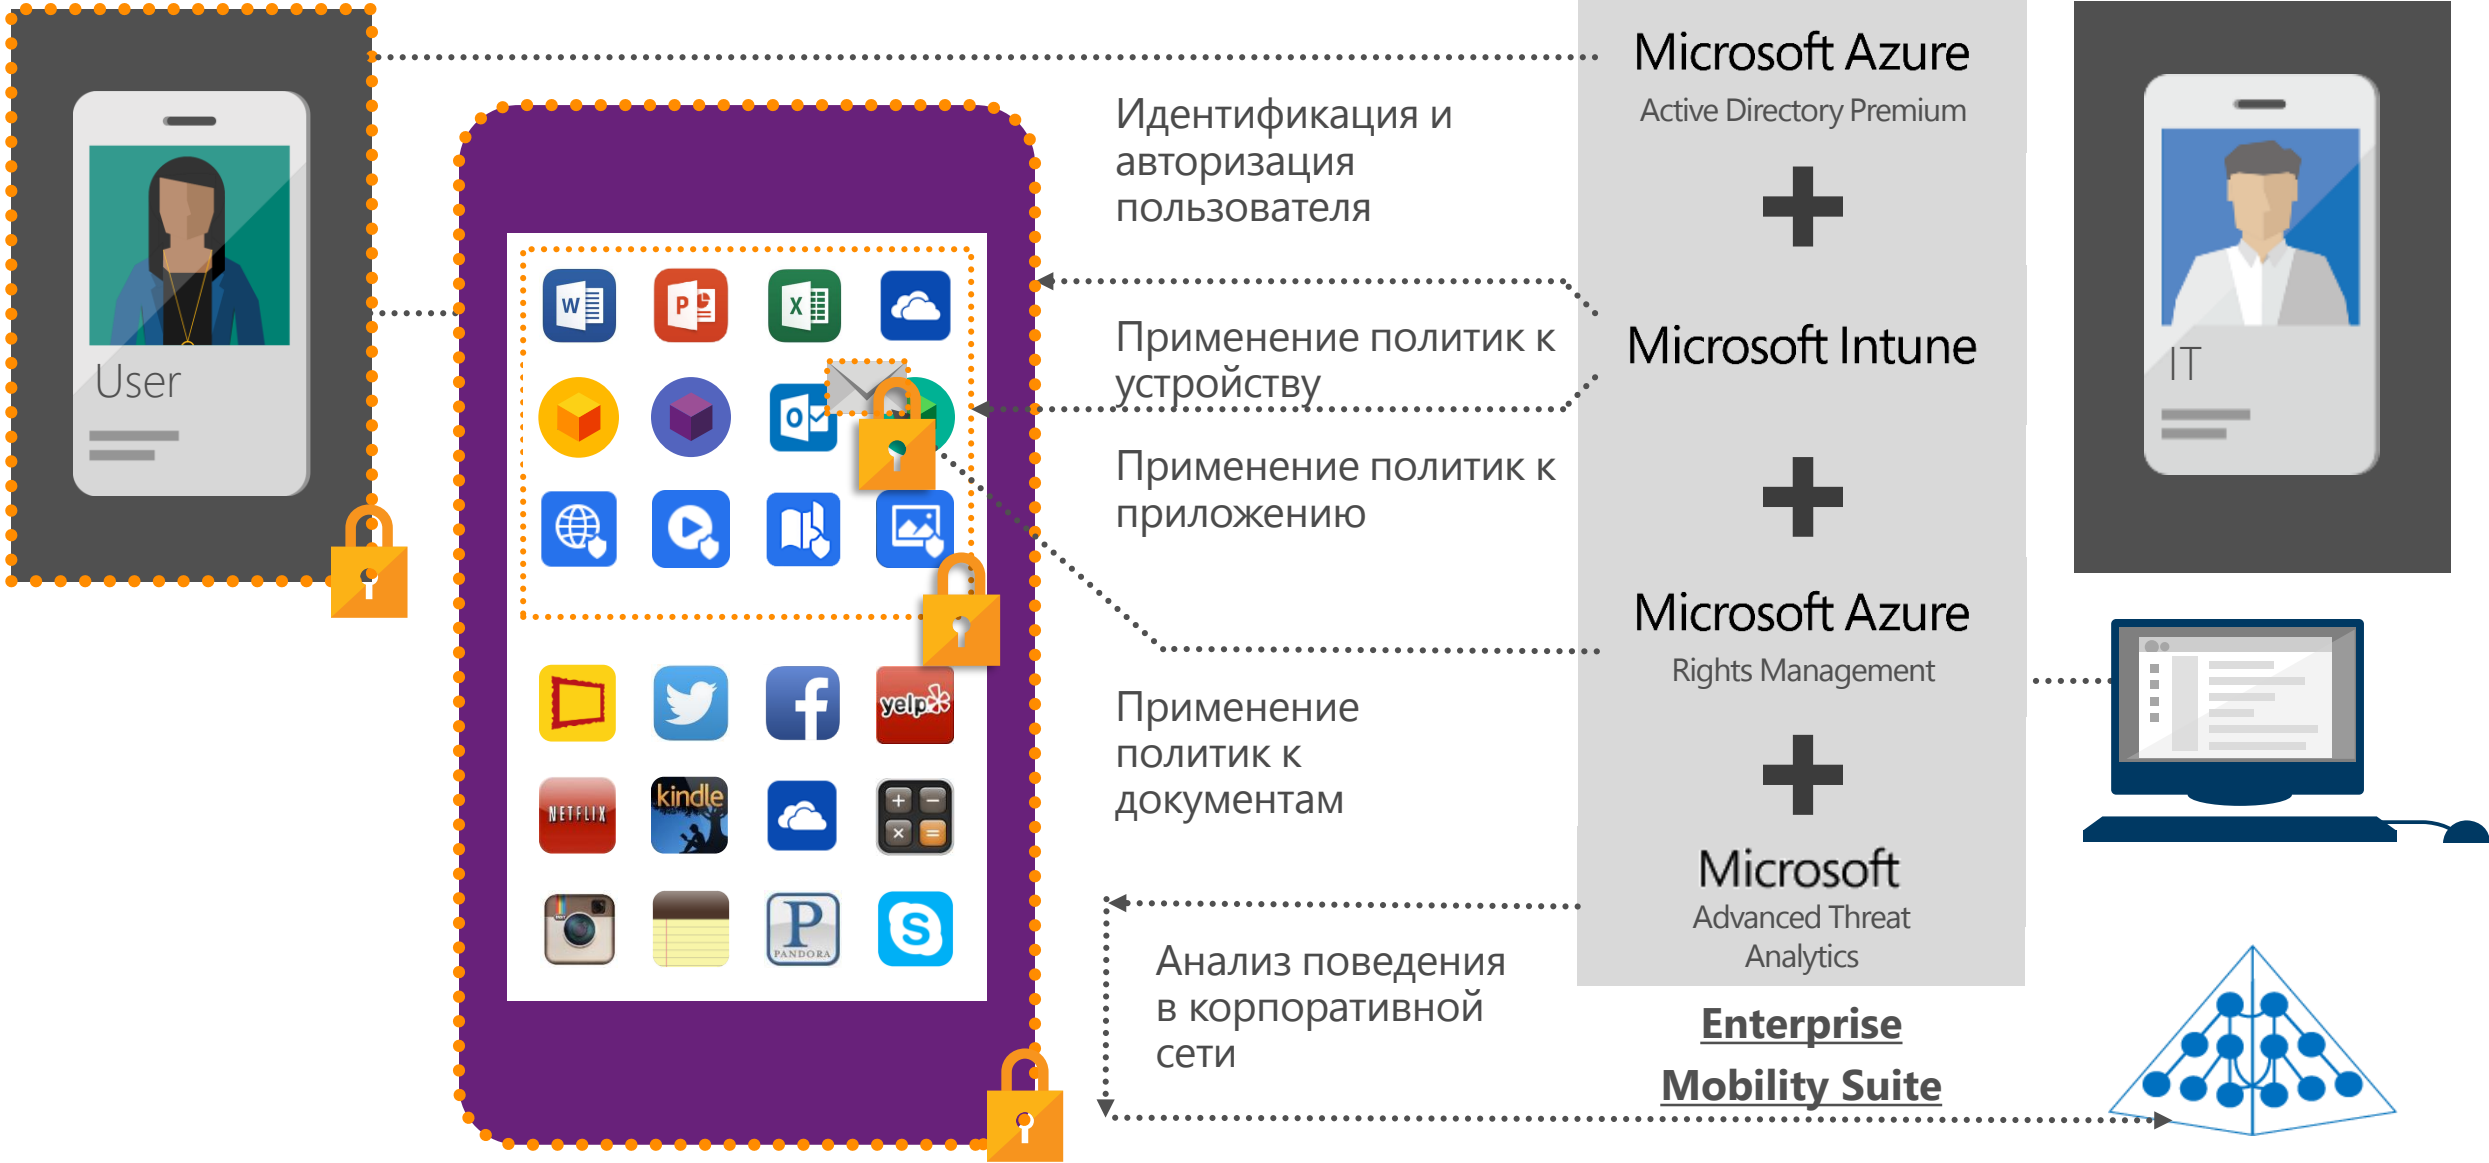 User
W
P
X
O
yelp
NETFLIX
kindle
P
PANDORA
S
Идентификация и
авторизация
пользователя
Применение политик к
устройству
Применение политик к
приложению
Применение
политик к
документам
Анализ поведения
в корпоративной
сети
Microsoft Azure
Active Directory Premium
Microsoft Intune
Microsoft Azure
Rights Management
Microsoft
Advanced Threat
Analytics
Enterprise
Mobility Suite
IT